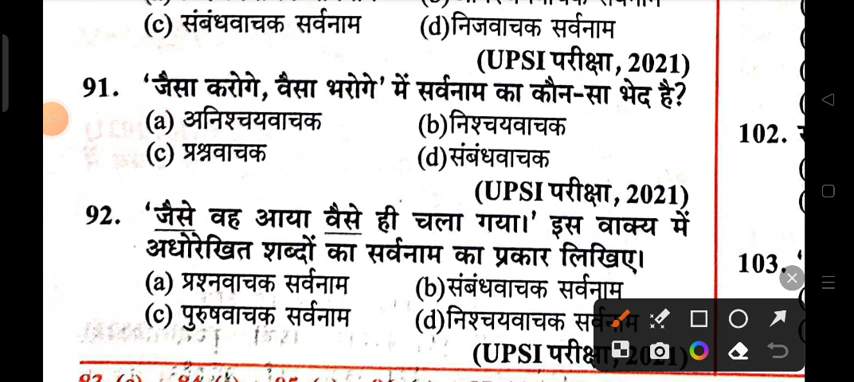 (c) संबंधवाचक सर्वनाम (d) निजवाचक सर्वनाम
(UPSI परीक्षा, 2021)
91. 'जैसा करोगे, वैसा भरोगे' में सर्वनाम का कौन-सा भेद है?
(a) अनिश्चयवाचक (b) निश्चयवाचक
(c) प्रश्नवाचक (d) संबंधवाचक
(UPSI परीक्षा, 2021)
92. 'जैसे वह आया वैसे ही चला गया।' इस वाक्य में
अधोरेखित शब्दों का सर्वनाम का प्रकार लिखिए।
(a) प्रश्नवाचक सर्वनाम (b) संबंधवाचक सर्वनाम
(c) पुरुषवाचक सर्वनाम (d) निश्चयवाचक सर्वनाम
(UPSI परीक्षा, 2021)
102.
103.